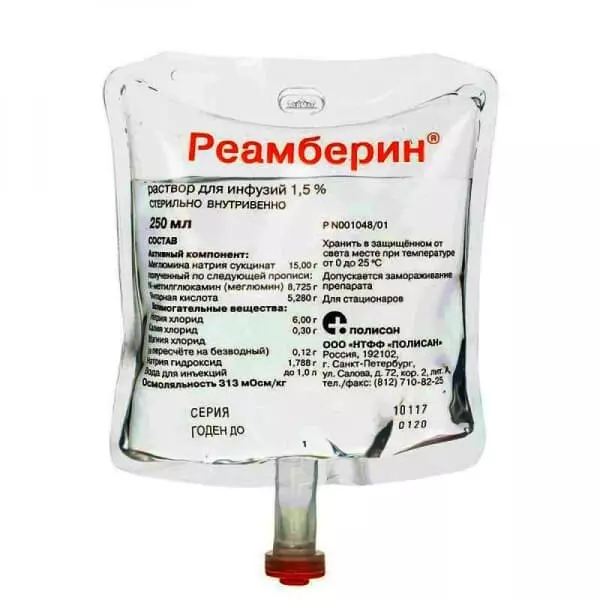 Реамберин®
раствор для инфузий 1,5 %
СТЕРИЛЬНО ВНУТРИВЕННО
250 мл
СОСТАВ
Активный компонент:
Меглюмина натрия сукцинат 15,00 г
полученный по следующей прописи:
N-метилглюкамин (меглюмин) 8,725 г
Янтарная кислота 5,280 г
Вспомогательные вещества:
Натрия хлорид 6,00 г
Калия хлорид 0,30 г
Магния хлорид
(в пересчёте на безводный) 0,12 г
Натрия гидроксид 1,788 г
Вода для инъекций до 1,0 л
Осмоляльность 313 мОсм/кг
Р N001048/01
Хранить в защищённом от
света месте при температуре
от 0 до 25 ºС
Допускается замораживание
препарата
Для стационаров
ПОЛИСАН
ООО «НТФФ «ПОЛИСАН»
Россия, 192102,
г. Санкт-Петербург,
ул. Салова, д. 72, кор. 2, лит. А,
тел./факс: (812) 710-82-25
СЕРИЯ 10117
ГОДЕН ДО 0120
1